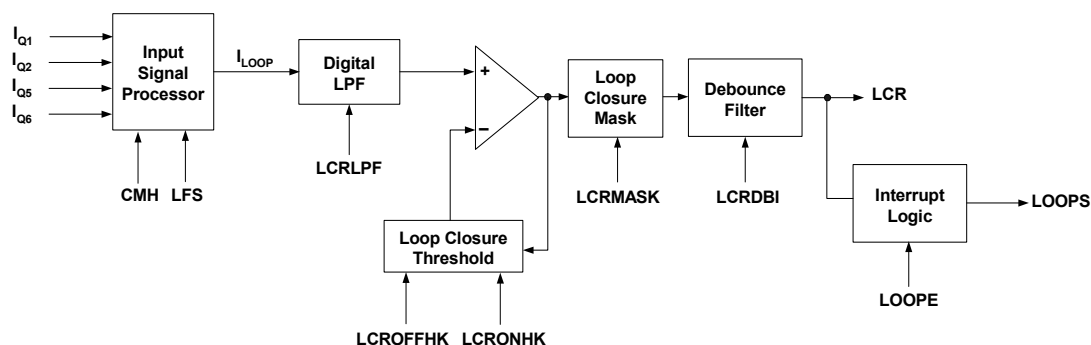 IQ1
IQ2
IQ5
IQ6
Input
Signal
Processor
CMH
LFS
ILOOP
Digital
LPF
LCRLPF
+
−
Loop Closure
Threshold
LCROFFHK
LCRONHK
Loop
Closure
Mask
LCRMASK
Debounce
Filter
LCRDBI
LCR
Interrupt
Logic
LOOPE
LOOPS